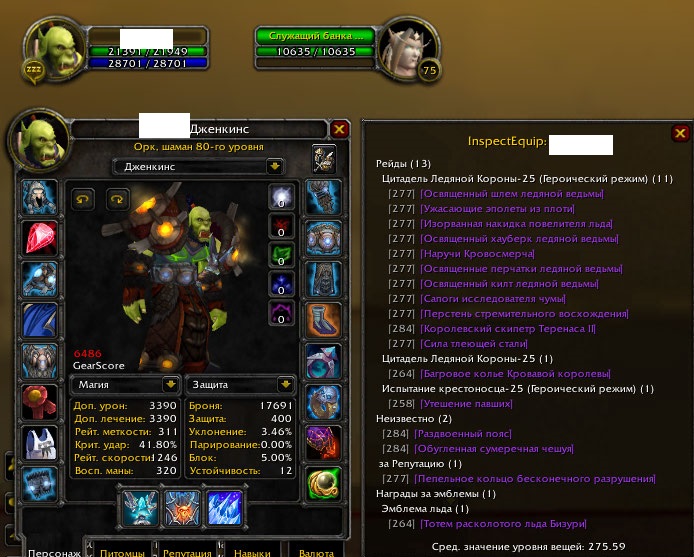 21391 / 21949
28701 / 28701
zzz
Служащий банка ...
10635 / 10635
75
Дженкинс
Орк, шаман 80-го уровня
Дженкинс
0
0
0
0
0
6486
GearScore
Магия
Доп. урон: 3390
Доп. лечение: 3390
Рейт. меткости: 311
Крит. удар: 41.80%
Рейт. скорости: 1246
Восп. маны: 320
Защита
Броня: 17691
Защита: 400
Уклонение: 3.46%
Парирование: 0.00%
Блок: 5.00%
Устойчивость: 12
Персонаж
Питомцы
Репутация
Навыки
Валюта
InspectEquip:
Рейды (13)
Цитадель Ледяной Короны-25 (Героический режим) (11)
[277] [Освященный шлем ледяной ведьмы]
[277] [Ужасающие эполеты из плоти]
[277] [Изорванная накидка повелителя льда]
[277] [Освященный хауберк ледяной ведьмы]
[277] [Наручи Кровосмерча]
[277] [Освященные перчатки ледяной ведьмы]
[277] [Освященный килт ледяной ведьмы]
[277] [Сапоги исследователя чумы]
[277] [Перстень стремительного восхождения]
[284] [Королевский скипетр Теренаса II]
[277] [Сила тлеющей стали]
Цитадель Ледяной Короны-25 (1)
[264] [Багровое колье Кровавой королевы]
Испытание крестоносца-25 (Героический режим) (1)
[258] [Утешение павших]
Неизвестно (2)
[284] [Раздвоенный пояс]
[284] [Обугленная сумеречная чешуя]
за Репутацию (1)
[277] [Пепельное кольцо бесконечного разрушения]
Награды за эмблемы (1)
Эмблема льда (1)
[264] [Тотем расколотого льда Бизури]
Сред. значение уровня вещей: 275.59